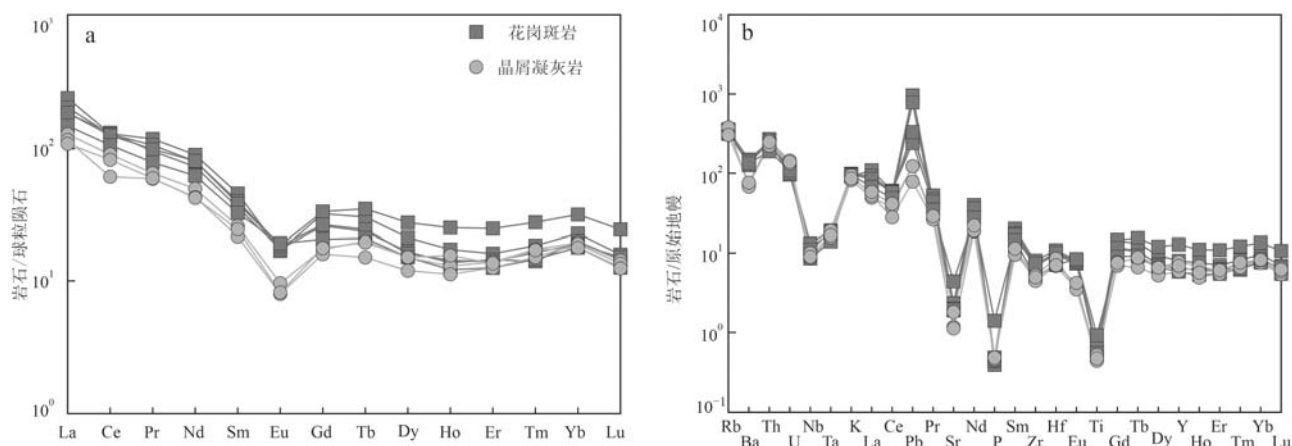 a
花岗斑岩
晶屑凝灰岩
岩石/球粒陨石
10³
10²
10¹
10⁰
La Ce Pr Nd Sm Eu Gd Tb Dy Ho Er Tm Yb Lu
b
岩石/原始地幔
10⁴
10³
10²
10¹
10⁰
10⁻¹
Rb Th Nb K Ce Pr P Sm Hf Ti Tb Y Er Yb
Ba U Ta La Pb Sr Nd Zr Eu Gd Dy Ho Tm Lu